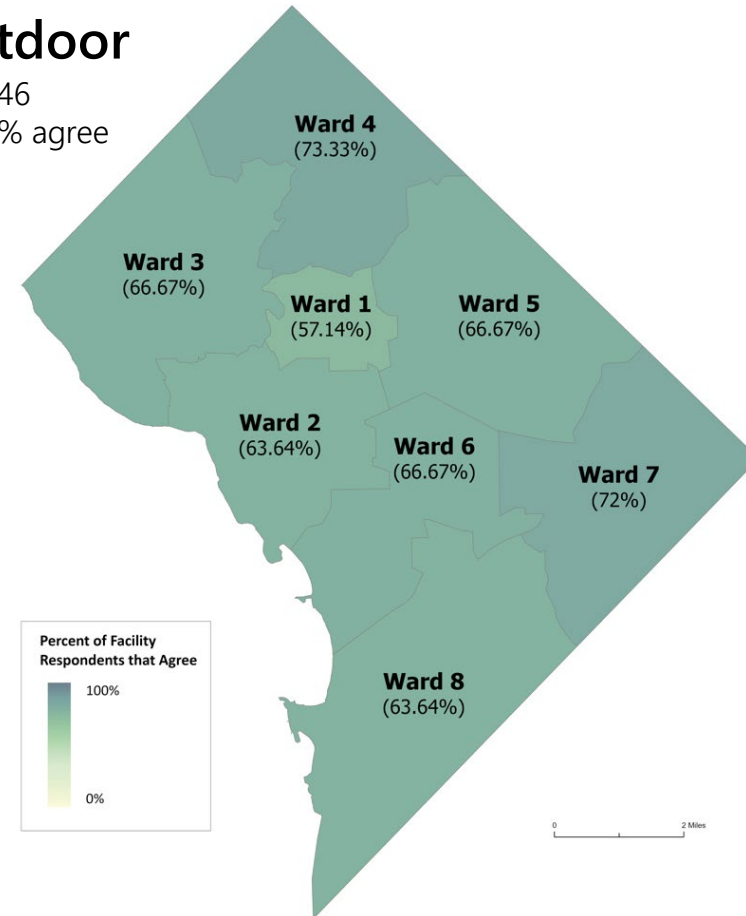 tdoor
46
% agree
Ward 4
(73.33%)
Ward 3
(66.67%)
Ward 1
(57.14%)
Ward 5
(66.67%)
Ward 2
(63.64%)
Ward 6
(66.67%)
Ward 7
(72%)
Ward 8
(63.64%)
Percent of Facility
Respondents that Agree
100%
0%
0 2 Miles